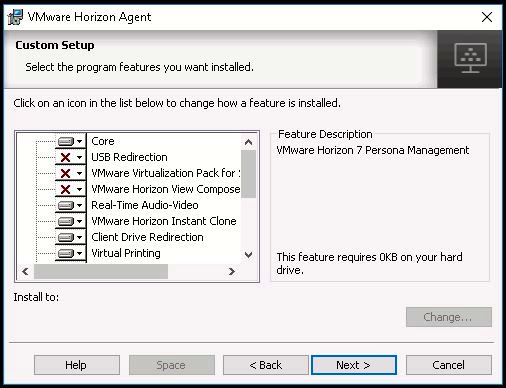 VMware Horizon Agent
Custom Setup
Select the program features you want installed.
Click on an icon in the list below to change how a feature is installed.
Core
USB Redirection
VMware Virtualization Pack for
VMware Horizon View Compose
Real-Time Audio-Video
VMware Horizon Instant Clone
Client Drive Redirection
Virtual Printing
Feature Description
VMware Horizon 7 Persona Management
This feature requires 0KB on your hard
drive.
Install to:
Change...
Help
Space
< Back
Next >
Cancel